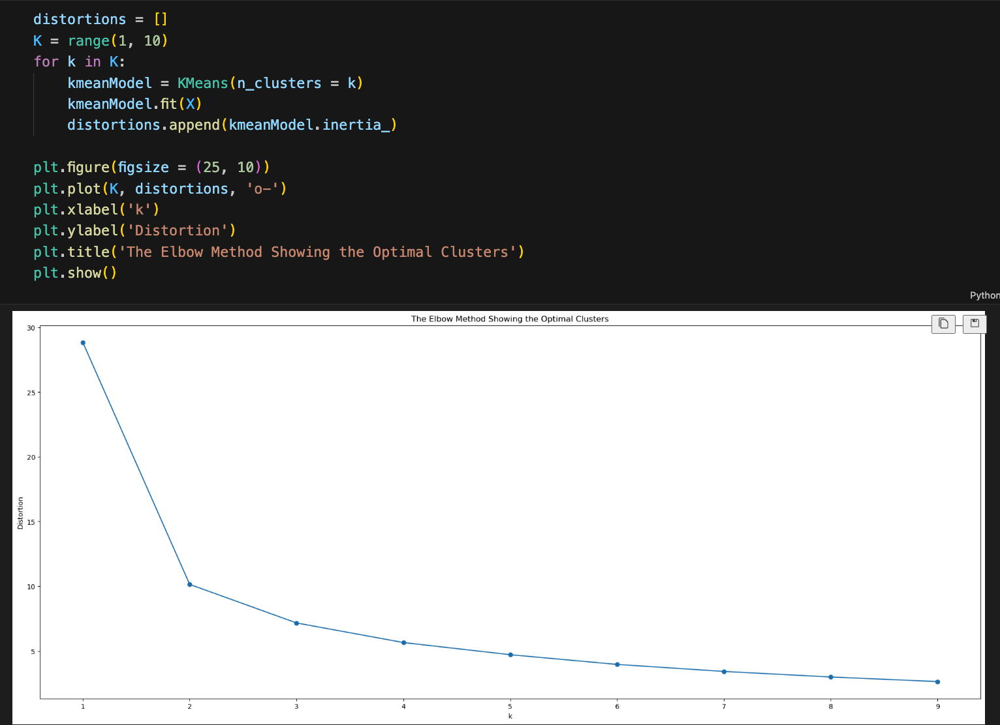 distortions = []
K = range(1, 10)
for k in K:
    kmeanModel = KMeans(n_clusters = k)
    kmeanModel.fit(X)
    distortions.append(kmeanModel.inertia_)

plt.figure(figsize = (25, 10))
plt.plot(K, distortions, 'o-')
plt.xlabel('k')
plt.ylabel('Distortion')
plt.title('The Elbow Method Showing the Optimal Clusters')
plt.show()
Python
The Elbow Method Showing the Optimal Clusters
30
25
20
15
10
5
Distortion
1 2 3 4 5 6 7 8 9
k